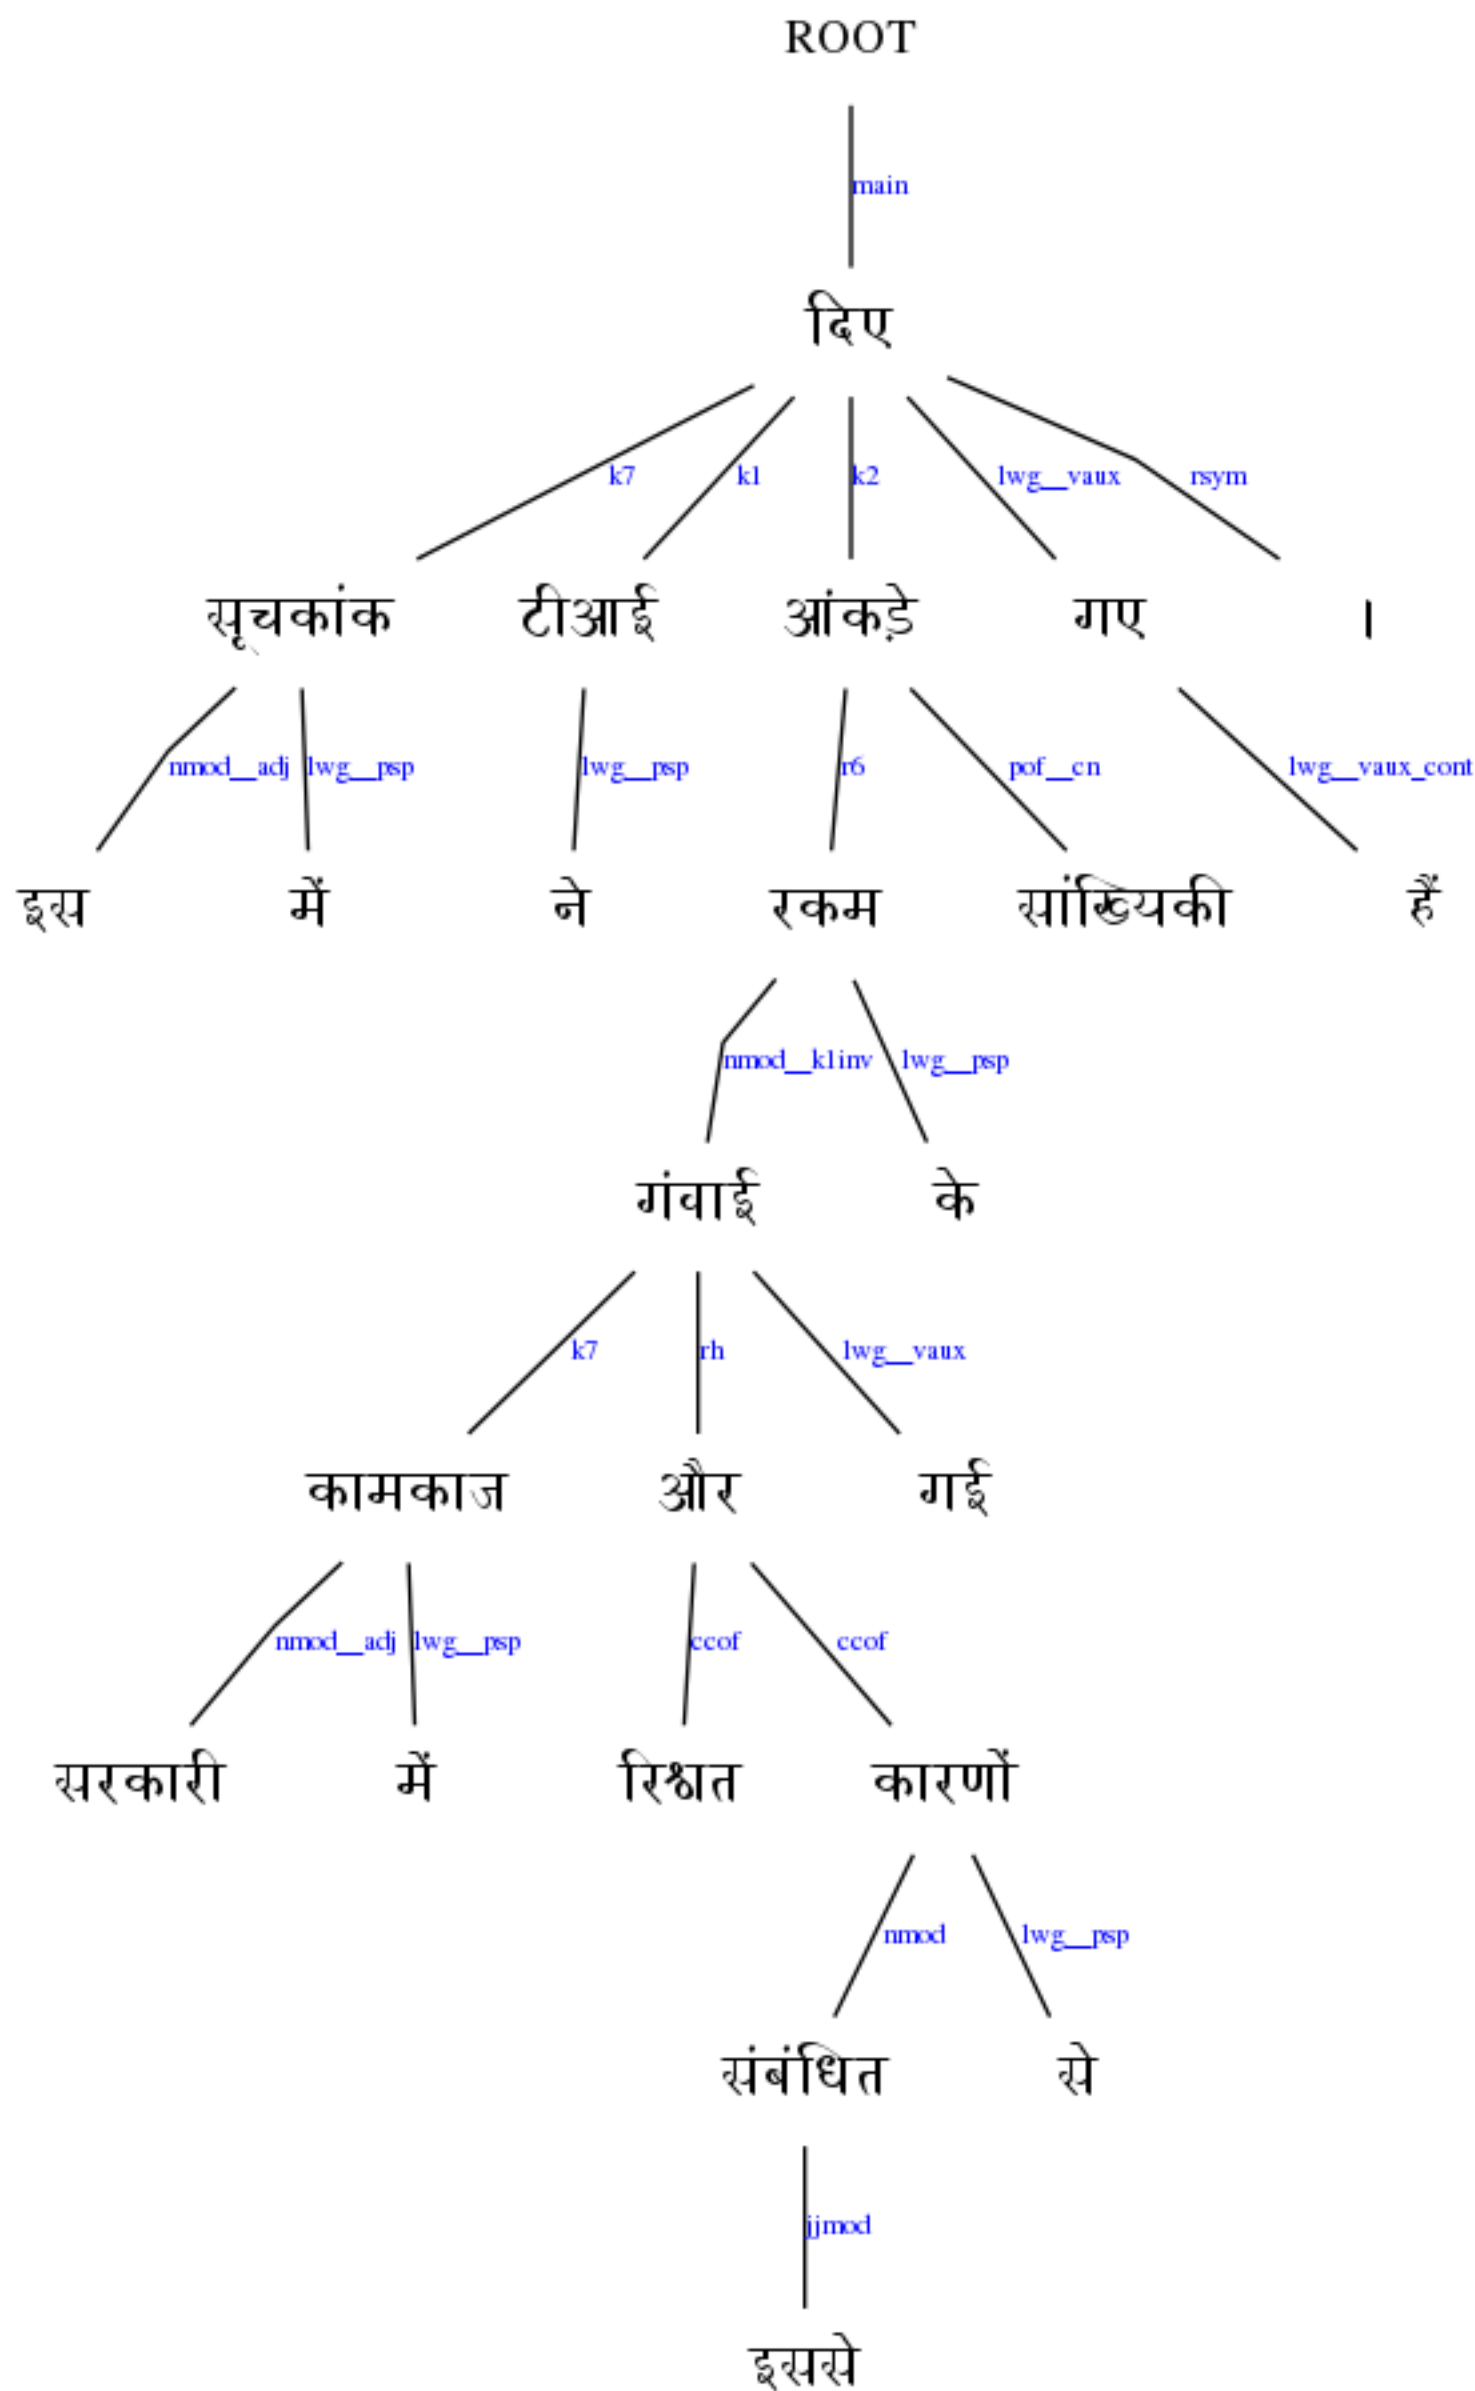 ROOT
main
दिए
k7 k1 k2 lwg__vaux rsym
सूचकांक टीआई आंकड़े गए ।
nmod__adj lwg__psp lwg__psp r6 pof__cn lwg__vaux_cont
इस में ने रकम सांख्यिकी हैं
nmod__k1inv lwg__psp
गंवाई के
k7 rh lwg__vaux
कामकाज और गई
nmod__adj lwg__psp ccof ccof
सरकारी में रिश्वत कारणों
nmod lwg__psp
संबंधित से
jjmod
इससे